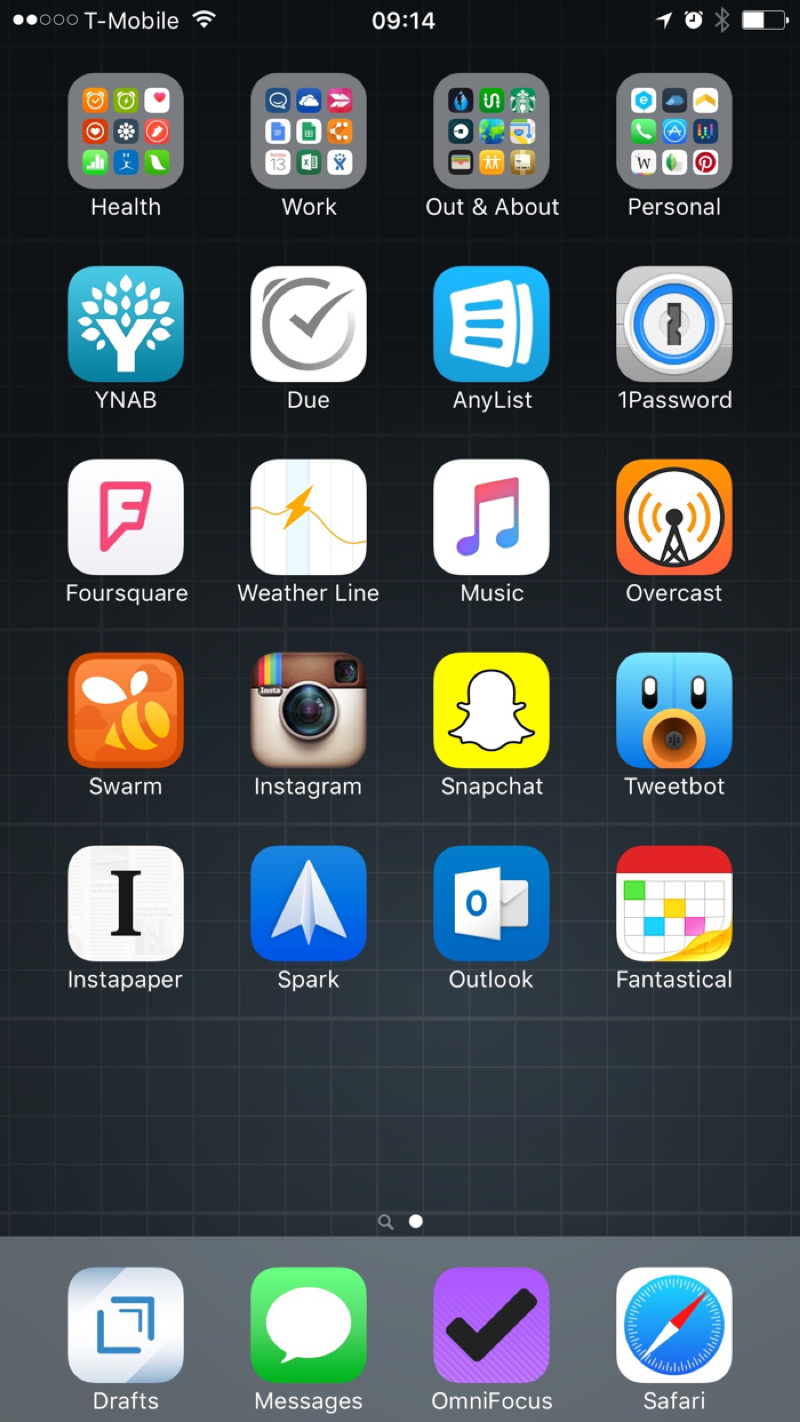 T-Mobile 09:14
Health Work Out & About Personal
YNAB Due AnyList 1Password
Foursquare Weather Line Music Overcast
Insta
Swarm Instagram Snapchat Tweetbot
Instapaper Spark Outlook Fantastical
Drafts Messages OmniFocus Safari